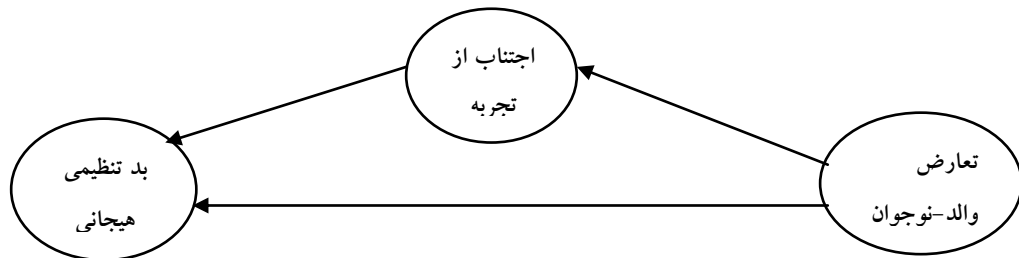 اجتناب از
تجربه
تعارض
والد-نوجوان
بد تنظیمی
هیجانی